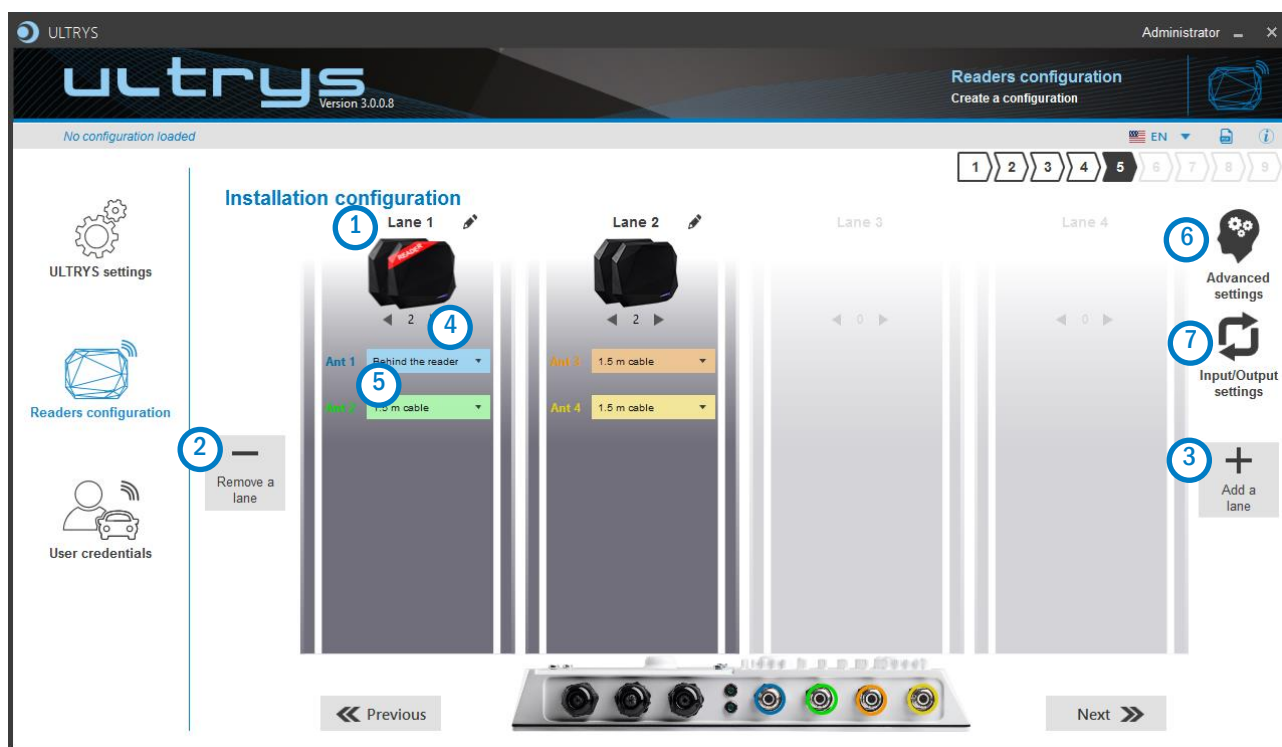 ULTRYS
Administrator
ultrys
Version 3.0.0.8
Readers configuration
Create a configuration
No configuration loaded
EN
1 2 3 4 5 6 7 8 9
Installation configuration
1 Lane 1
Lane 2
Lane 3
Lane 4
READER
2
2
0
0
4
Ant 1 Behind the reader
Ant 3 1.5 m cable
5
Ant 2 1.5 m cable
Ant 4 1.5 m cable
ULTRYS settings
Readers configuration
User credentials
2
Remove a
lane
6
Advanced
settings
7
Input/Output
settings
3
Add a
lane
Previous
Next